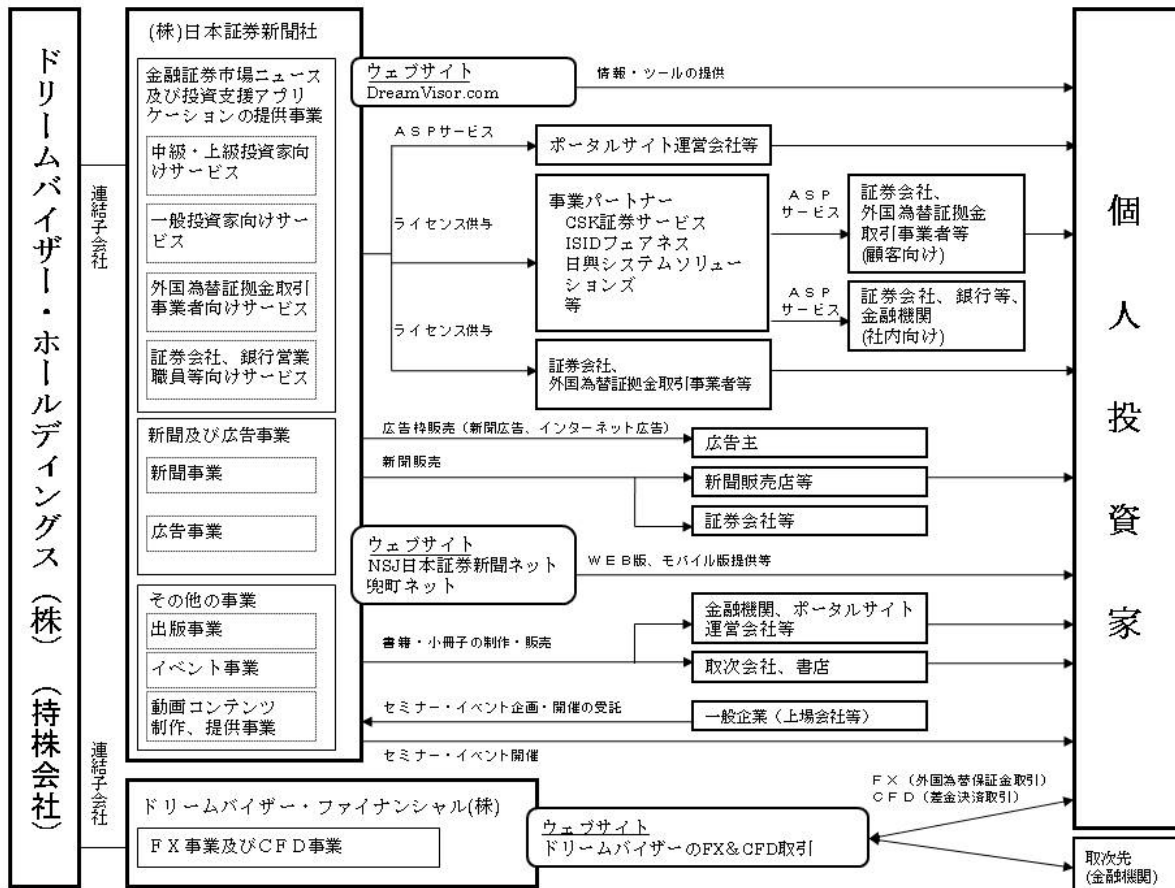 ドリームバイザー・ホールディングス（株）（持株会社）
連結子会社
連結子会社
(株)日本証券新聞社
金融証券市場ニュース
及び投資支援アプリ
ケーションの提供事業
中級・上級投資家向
けサービス
一般投資家向けサー
ビス
外国為替証拠金取引
事業者向けサービス
証券会社、銀行営業
職員等向けサービス
新聞及び広告事業
新聞事業
広告事業
その他の事業
出版事業
イベント事業
動画コンテンツ
制作、提供事業
ウェブサイト
DreamVisor.com
情報・ツールの提供
ＡＳＰサービス
ポータルサイト運営会社等
ライセンス供与
事業パートナー
CSK証券サービス
ISIDフェアネス
日興システムソリュー
ションズ
等
ＡＳＰ
サービス
証券会社、
外国為替証拠金
取引事業者等
(顧客向け)
ＡＳＰ
サービス
証券会社、銀行等、
金融機関
(社内向け)
ライセンス供与
証券会社、
外国為替証拠金取引事業者等
広告枠販売（新聞広告、インターネット広告）
広告主
新聞販売
新聞販売店等
証券会社等
ウェブサイト
NSJ日本証券新聞ネット
兜町ネット
ＷＥＢ版、モバイル版提供等
書籍・小冊子の制作・販売
金融機関、ポータルサイト
運営会社等
取次会社、書店
セミナー・イベント企画・開催の受託
一般企業（上場会社等）
セミナー・イベント開催
ドリームバイザー・ファイナンシャル(株)
ＦＸ事業及びＣＦＤ事業
ウェブサイト
ドリームバイザーのFX＆CFD取引
ＦＸ（外国為替保証金取引）
ＣＦＤ（差金決済取引）
個人投資家
取次先
(金融機関)